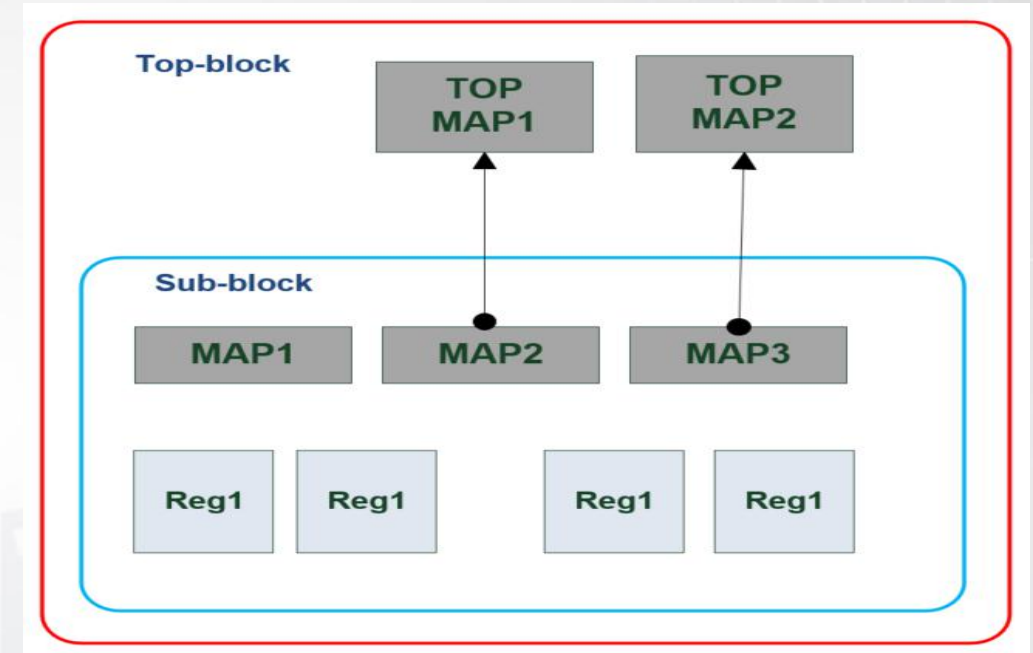 Top-block
TOP
MAP1
TOP
MAP2
Sub-block
MAP1
MAP2
MAP3
Reg1
Reg1
Reg1
Reg1